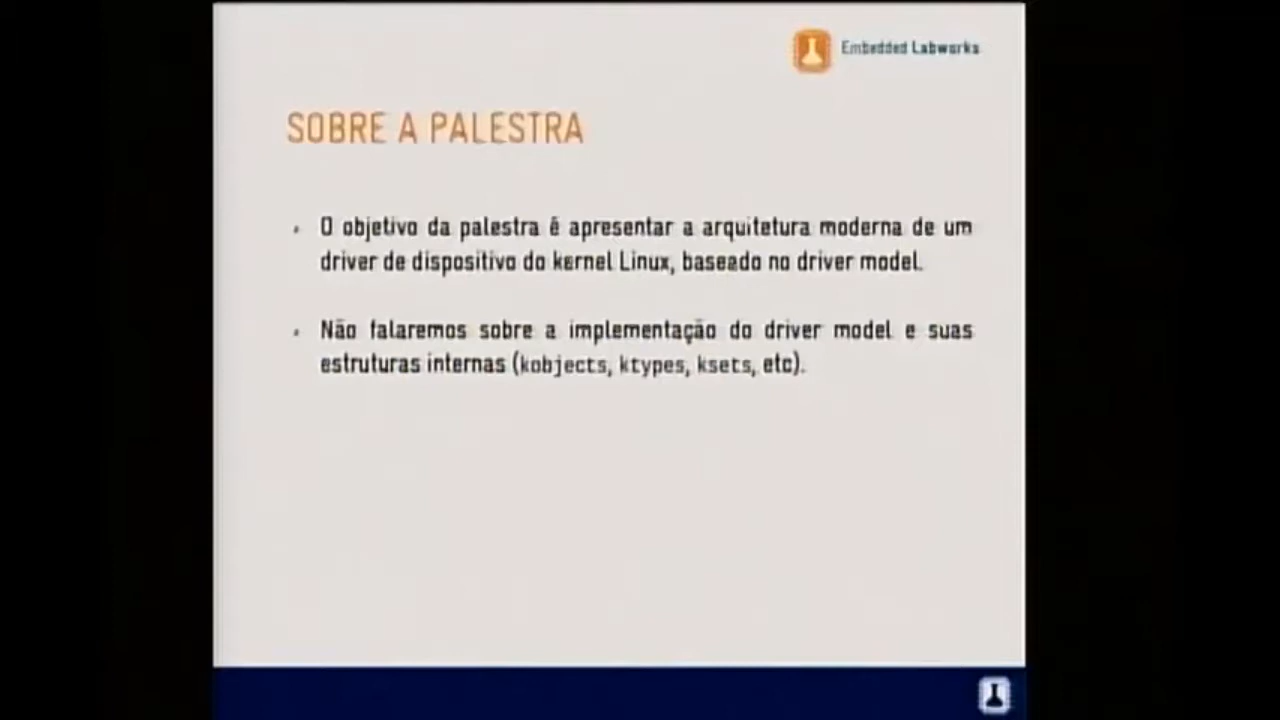 Embedded Labworks
SOBRE A PALESTRA
O objetivo da palestra é apresentar a arquitetura moderna de um
driver de dispositivo do kernel Linux, baseado no driver model.
Não falaremos sobre a implementação do driver model e suas
estruturas internas (kobjects, ktypes, ksets, etc).